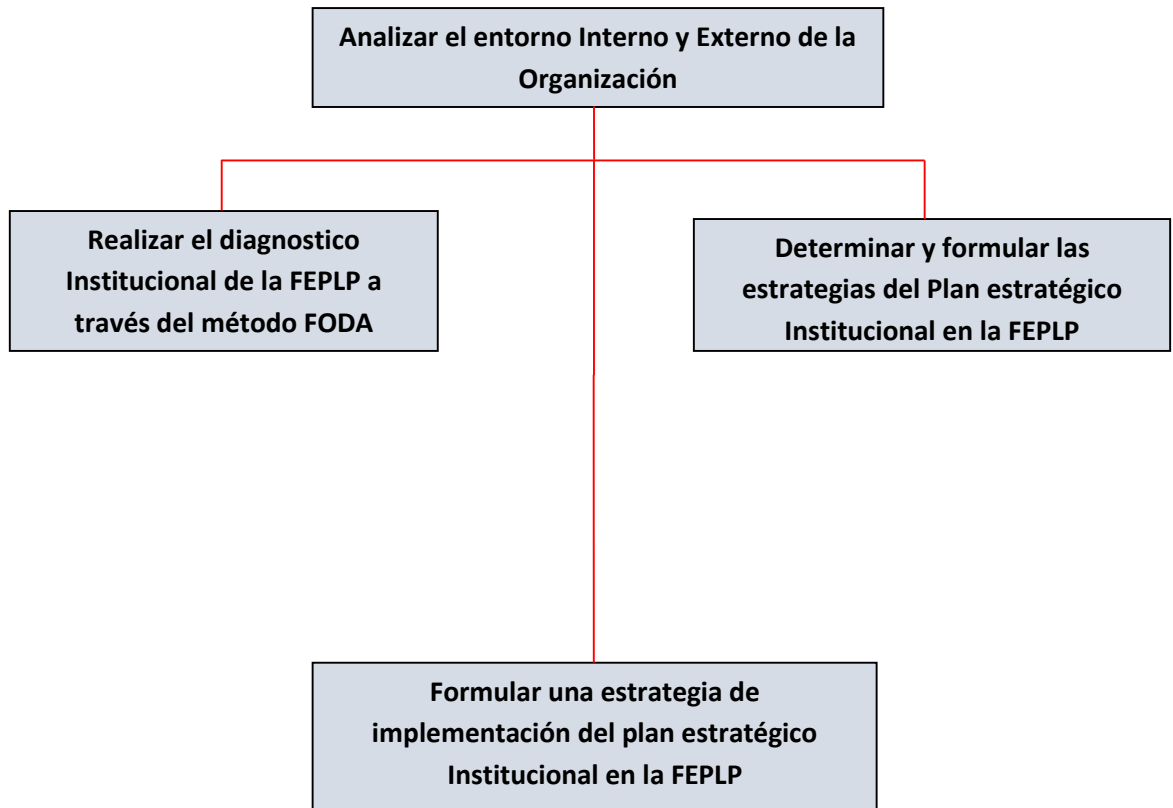 Analizar el entorno Interno y Externo de la
Organización
Realizar el diagnostico
Institucional de la FEPLP a
través del método FODA
Determinar y formular las
estrategias del Plan estratégico
Institucional en la FEPLP
Formular una estrategia de
implementación del plan estratégico
Institucional en la FEPLP